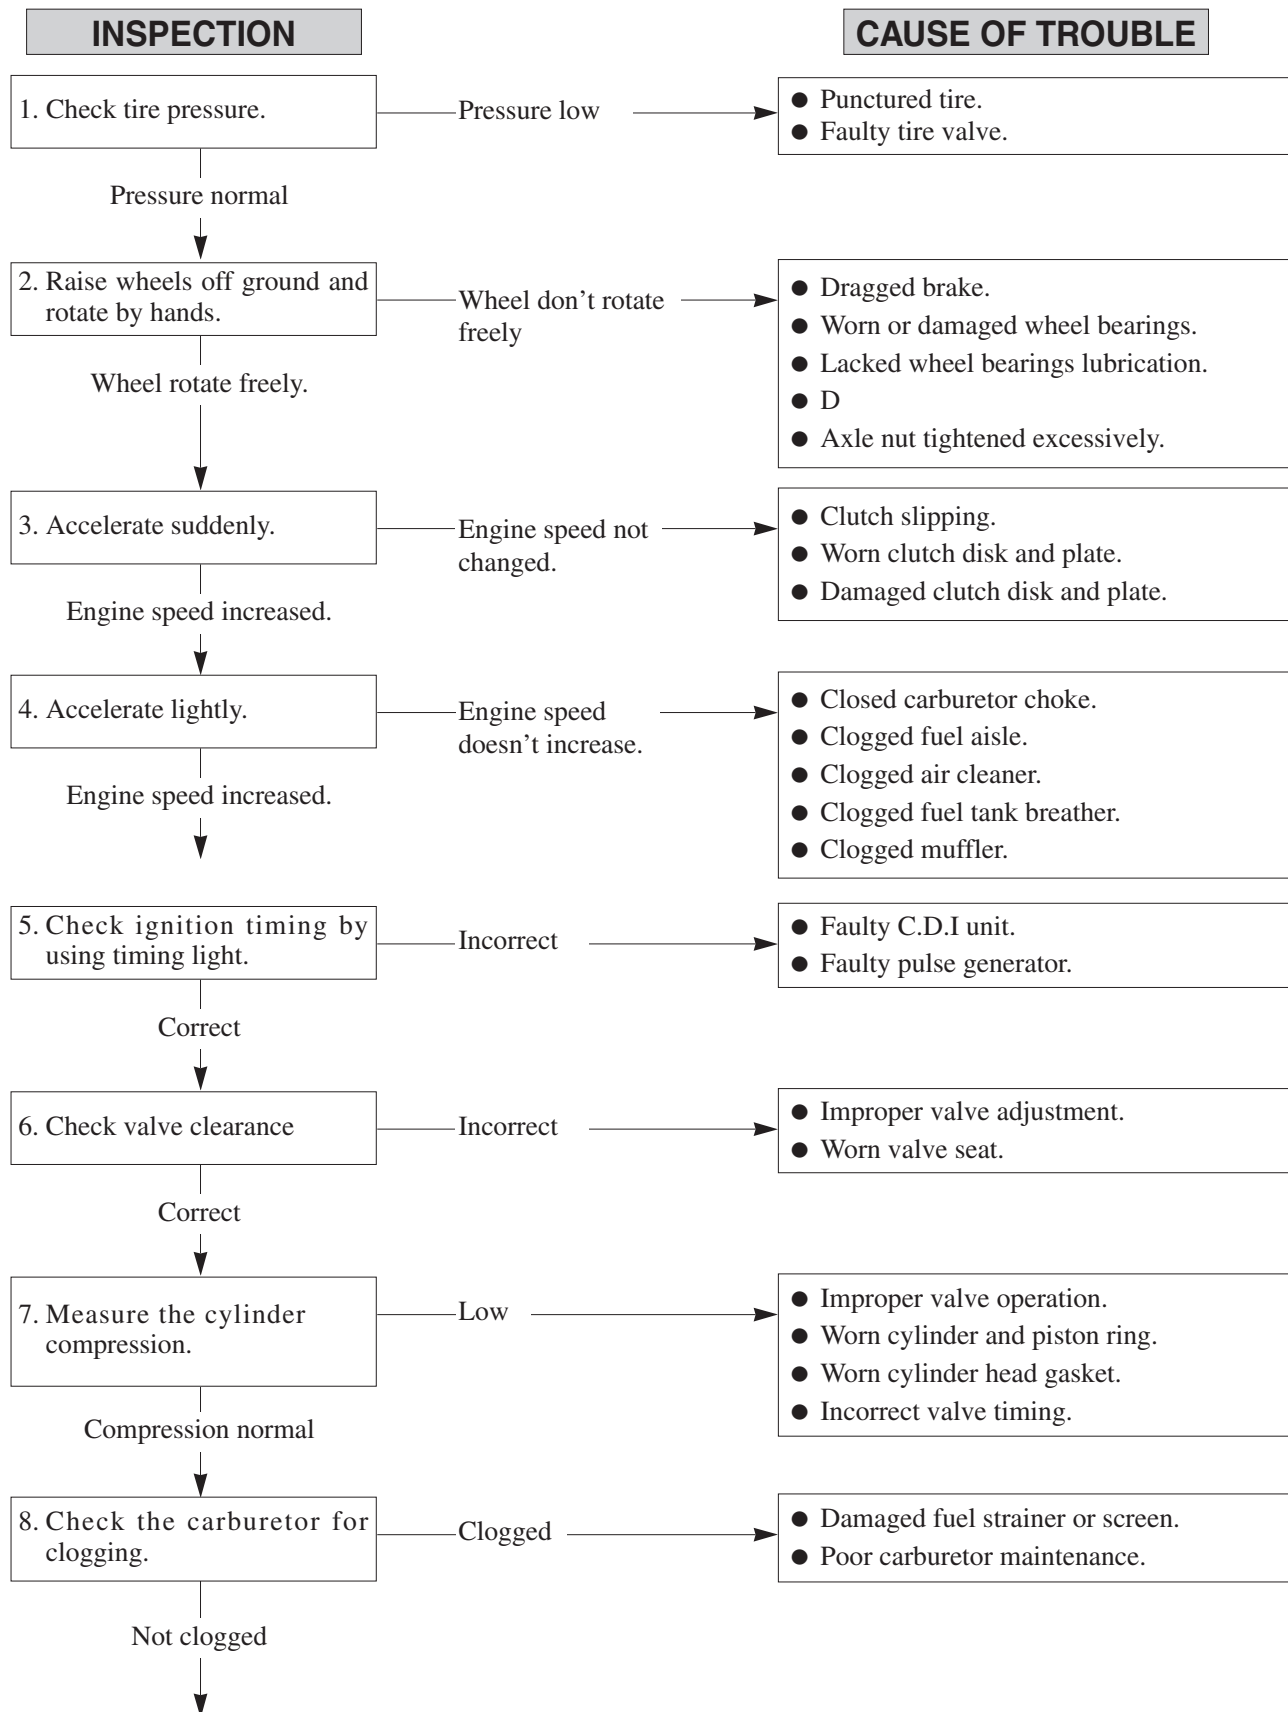 INSPECTION
CAUSE OF TROUBLE
1. Check tire pressure.
Pressure low
● Punctured tire.
● Faulty tire valve.
Pressure normal
2. Raise wheels off ground and
rotate by hands.
Wheel don't rotate
freely
● Dragged brake.
● Worn or damaged wheel bearings.
● Lacked wheel bearings lubrication.
● D
● Axle nut tightened excessively.
Wheel rotate freely.
3. Accelerate suddenly.
Engine speed not
changed.
● Clutch slipping.
● Worn clutch disk and plate.
● Damaged clutch disk and plate.
Engine speed increased.
4. Accelerate lightly.
Engine speed
doesn't increase.
● Closed carburetor choke.
● Clogged fuel aisle.
● Clogged air cleaner.
● Clogged fuel tank breather.
● Clogged muffler.
Engine speed increased.
5. Check ignition timing by
using timing light.
Incorrect
● Faulty C.D.I unit.
● Faulty pulse generator.
Correct
6. Check valve clearance
Incorrect
● Improper valve adjustment.
● Worn valve seat.
Correct
7. Measure the cylinder
compression.
Low
● Improper valve operation.
● Worn cylinder and piston ring.
● Worn cylinder head gasket.
● Incorrect valve timing.
Compression normal
8. Check the carburetor for
clogging.
Clogged
● Damaged fuel strainer or screen.
● Poor carburetor maintenance.
Not clogged